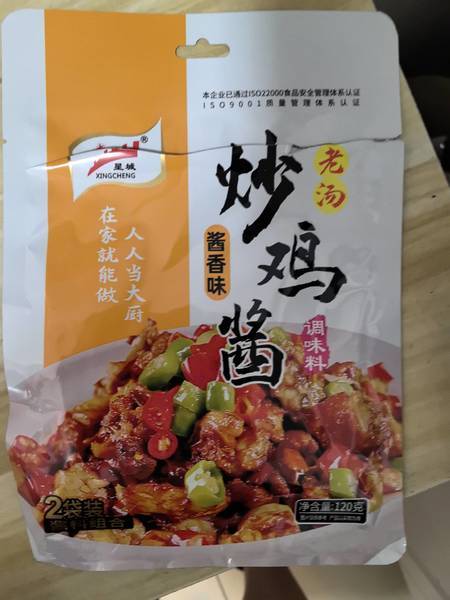 本企业已通过ISO22000食品安全管理体系认证
ISO9001质量管理体系认证
®
星城
XINGCHENG
老汤
炒鸡酱
酱香味
调味料
人人当大厨
在家就能做
2袋装
净含量:120克